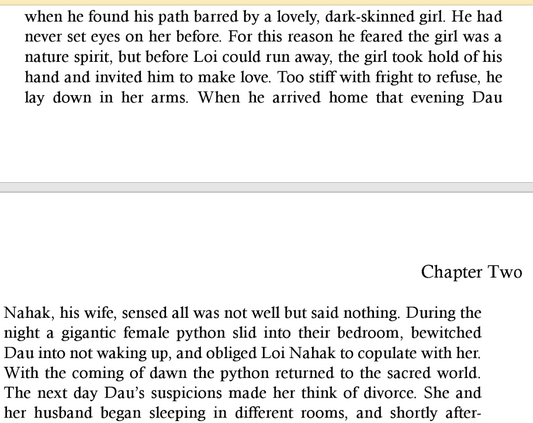 when he found his path barred by a lovely, dark-skinned girl. He had
never set eyes on her before. For this reason he feared the girl was a
nature spirit, but before Loi could run away, the girl took hold of his
hand and invited him to make love. Too stiff with fright to refuse, he
lay down in her arms. When he arrived home that evening Dau
Chapter Two
Nahak, his wife, sensed all was not well but said nothing. During the
night a gigantic female python slid into their bedroom, bewitched
Dau into not waking up, and obliged Loi Nahak to copulate with her.
With the coming of dawn the python returned to the sacred world.
The next day Dau’s suspicions made her think of divorce. She and
her husband began sleeping in different rooms, and shortly after-